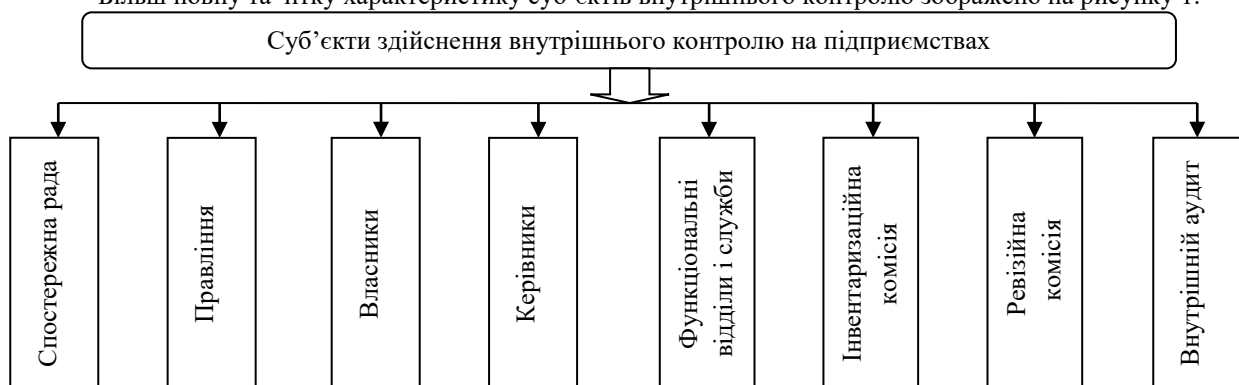 Більш повну та чітку характеристику суб'єктів внутрішнього контролю зображено на рисунку 1.
Суб’єкти здійснення внутрішнього контролю на підприємствах
Спостережна рада
Правління
Власники
Керівники
Функціональні
відділи і служби
Інвентаризаційна
комісія
Ревізійна
комісія
Внутрішній аудит